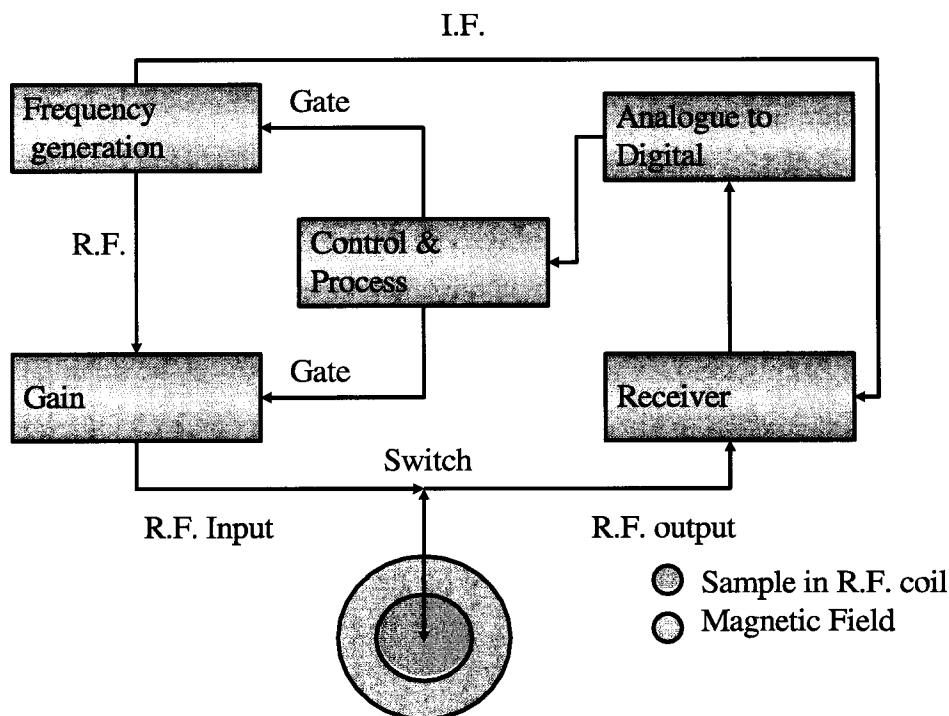 I.F.
Frequency
generation
Gate
Analogue to
Digital
R.F.
Control &
Process
Gain
Gate
Receiver
Switch
R.F. Input
R.F. output
Sample in R.F. coil
Magnetic Field